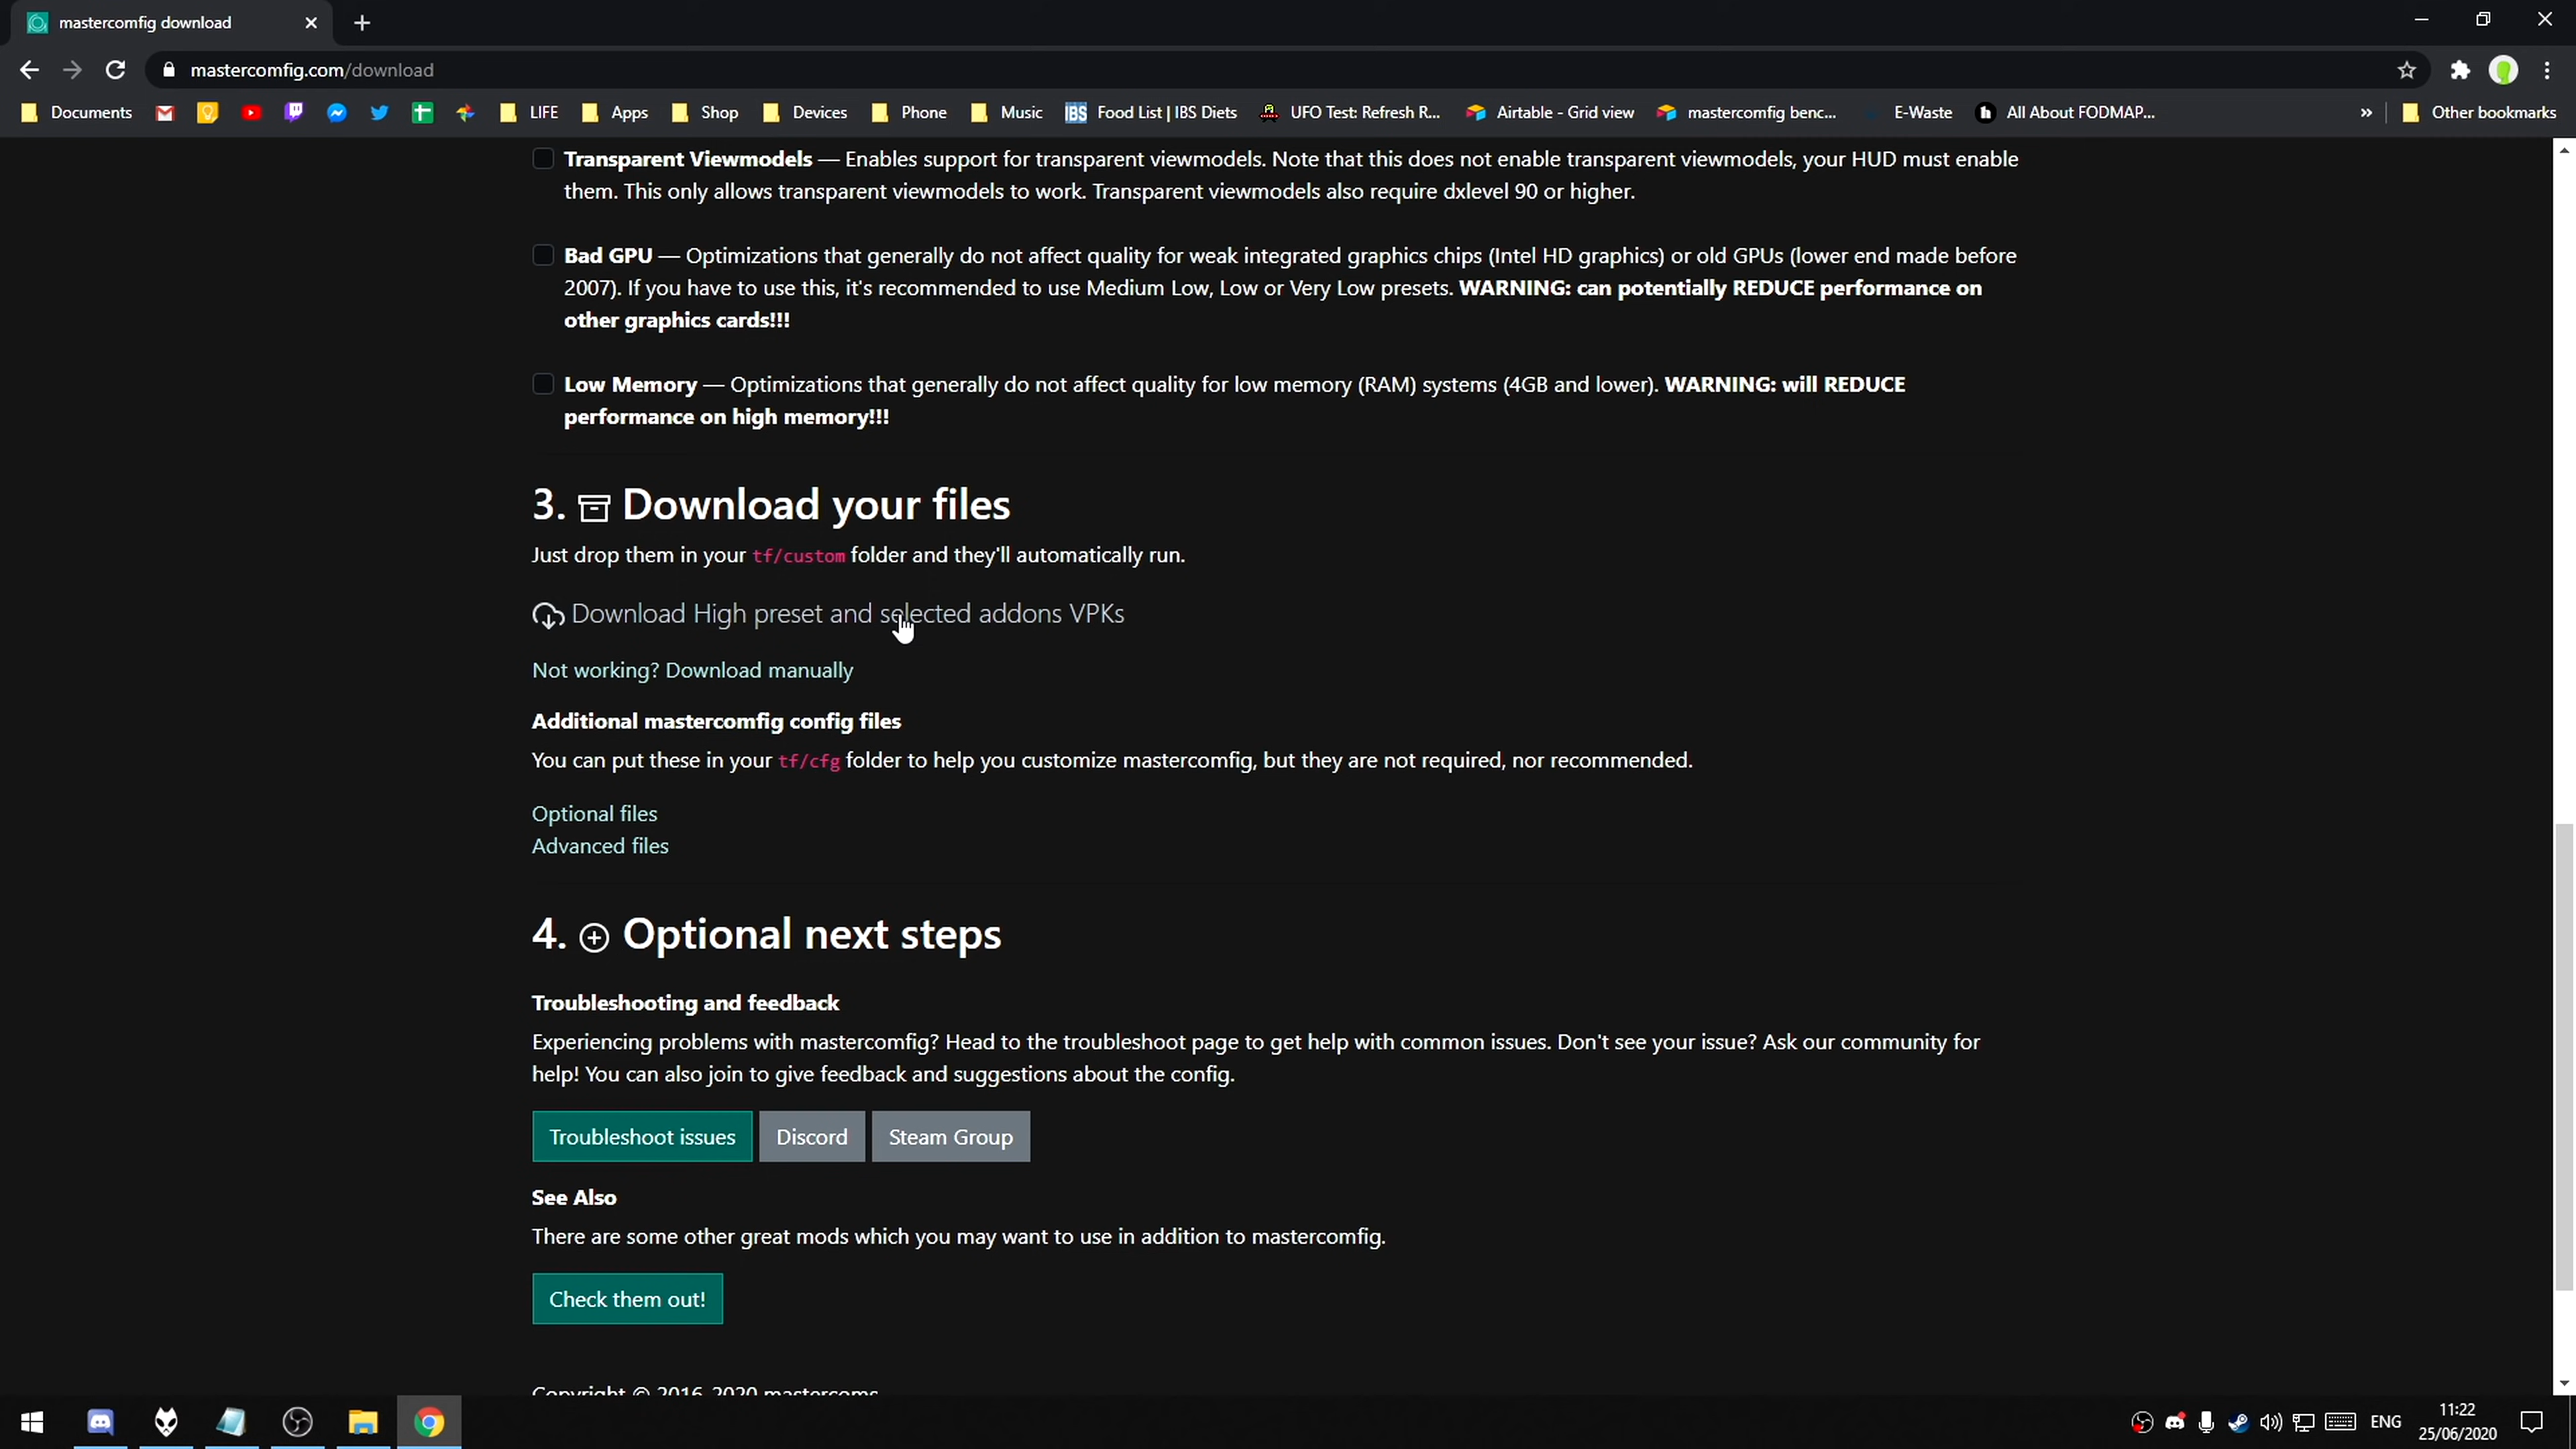 mastercomfig download
mastercomfig.com/download
Documents LIFE Apps Shop Devices Phone Music IBS Food List | IBS Diets UFO Test: Refresh R... Airtable - Grid view mastercomfig benc... E-Waste All About FODMAP... » Other bookmarks
Transparent Viewmodels — Enables support for transparent viewmodels. Note that this does not enable transparent viewmodels, your HUD must enable
them. This only allows transparent viewmodels to work. Transparent viewmodels also require dxlevel 90 or higher.
Bad GPU — Optimizations that generally do not affect quality for weak integrated graphics chips (Intel HD graphics) or old GPUs (lower end made before
2007). If you have to use this, it's recommended to use Medium Low, Low or Very Low presets. WARNING: can potentially REDUCE performance on
other graphics cards!!!
Low Memory — Optimizations that generally do not affect quality for low memory (RAM) systems (4GB and lower). WARNING: will REDUCE
performance on high memory!!!
3. Download your files
Just drop them in your tf/custom folder and they'll automatically run.
Download High preset and selected addons VPKs
Not working? Download manually
Additional mastercomfig config files
You can put these in your tf/cfg folder to help you customize mastercomfig, but they are not required, nor recommended.
Optional files
Advanced files
4. Optional next steps
Troubleshooting and feedback
Experiencing problems with mastercomfig? Head to the troubleshoot page to get help with common issues. Don't see your issue? Ask our community for
help! You can also join to give feedback and suggestions about the config.
Troubleshoot issues Discord Steam Group
See Also
There are some other great mods which you may want to use in addition to mastercomfig.
Check them out!
Copyright © 2016-2020 mastercoms
ENG
11:22
25/06/2020